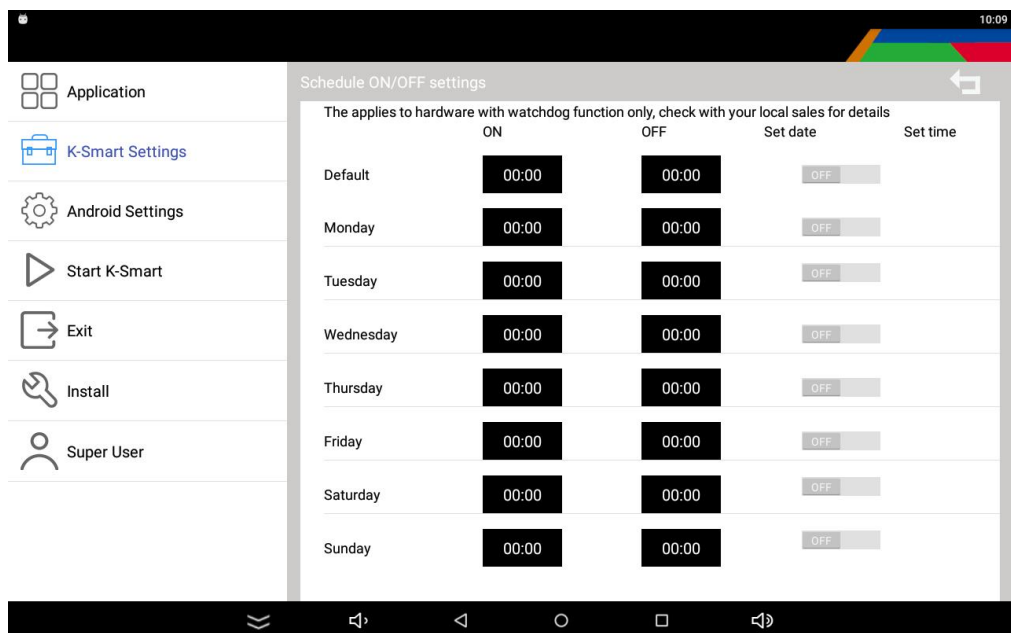 10:09
Application
K-Smart Settings
Android Settings
Start K-Smart
Exit
Install
Super User
Schedule ON/OFF settings
The applies to hardware with watchdog function only, check with your local sales for details
ON OFF Set date Set time
Default 00:00 00:00 OFF
Monday 00:00 00:00 OFF
Tuesday 00:00 00:00 OFF
Wednesday 00:00 00:00 OFF
Thursday 00:00 00:00 OFF
Friday 00:00 00:00 OFF
Saturday 00:00 00:00 OFF
Sunday 00:00 00:00 OFF